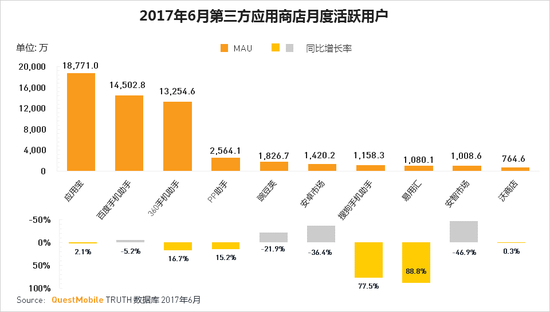 2017年6月第三方应用商店月度活跃用户
单位: 万
MAU 同比增长率
20,000
16,000
12,000
8,000
4,000
0
18,771.0
14,502.8
13,254.6
2,564.1
1,826.7
1,420.2
1,158.3
1,080.1
1,008.6
764.6
应用宝
百度手机助手
360手机助手
PP助手
豌豆荚
安卓市场
搜狗手机助手
易用汇
安智市场
沃商店
-50%
0%
50%
100%
2.1%
-5.2%
16.7%
15.2%
-21.9%
-36.4%
77.5%
88.8%
-46.9%
0.3%
Source: QuestMobile TRUTH 数据库 2017年6月